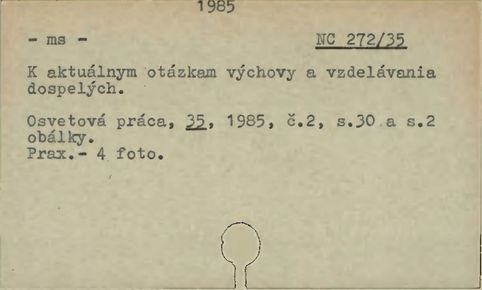 1985
- ms - NC 272/35
K aktuálnym otázkam výchovy a vzdelávania
dospelých.
Osvetová práca, 35, 1985, č.2, s.30 a s.2
obálky.
Prax.- 4 foto.